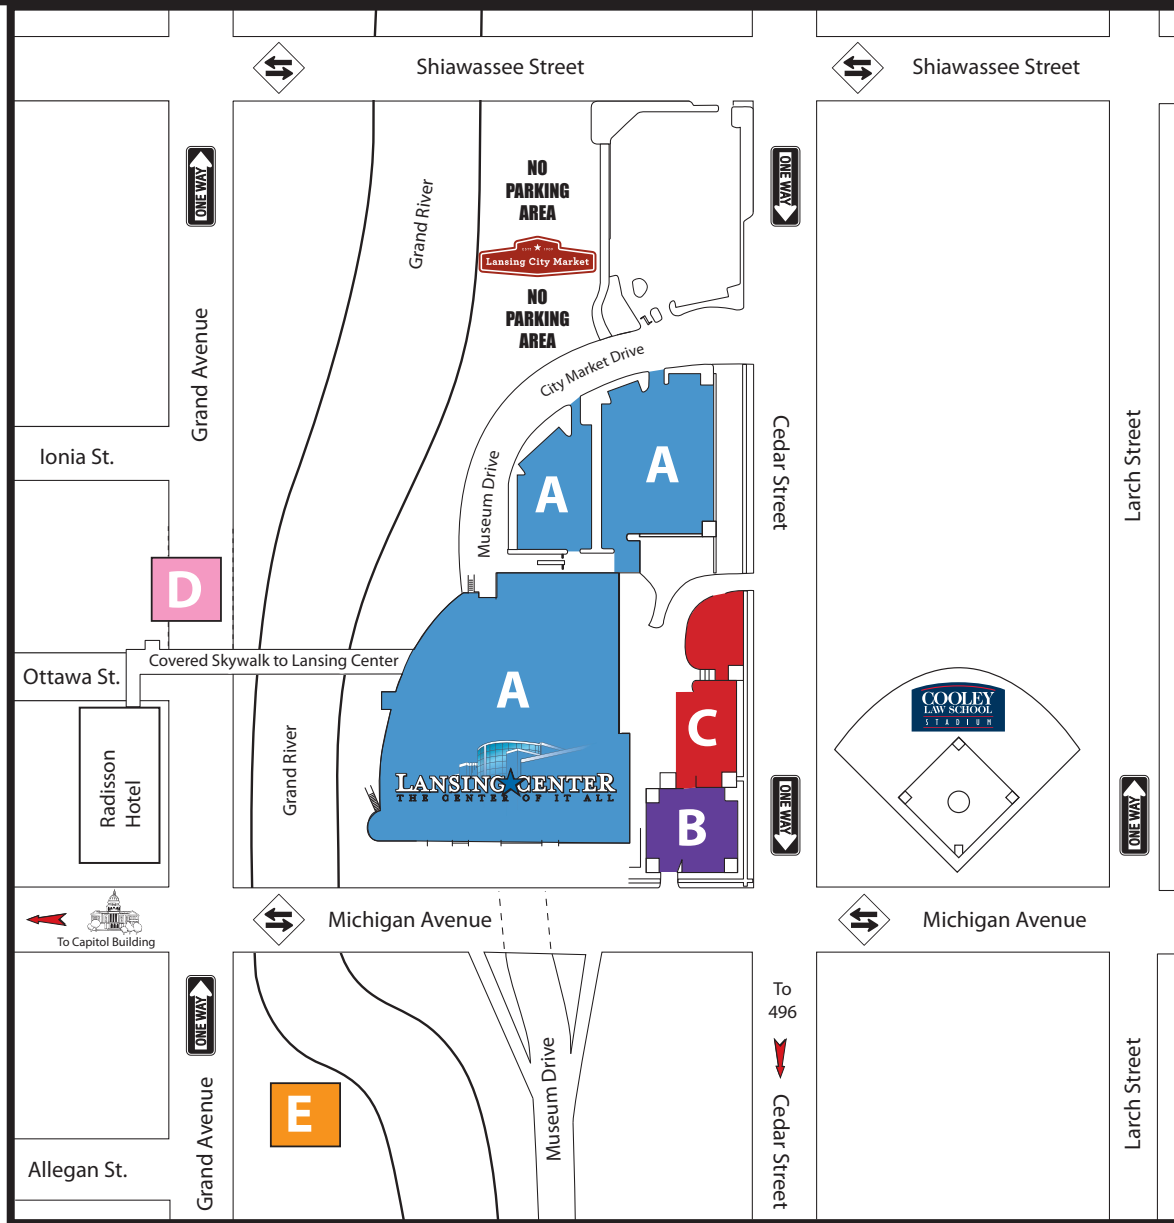 Shiawassee Street
Shiawassee Street
ONE WAY
ONE WAY
NO
PARKING
AREA
Grand River
Lansing City Market
NO
PARKING
AREA
Grand Avenue
City Market Drive
Ionia St.
Museum Drive
A
A
Cedar Street
Larch Street
D
Covered Skywalk to Lansing Center
Ottawa St.
A
COOLEY
LAW SCHOOL
STADIUM
C
Radisson
Hotel
Grand River
LANSING CENTER
THE CENTER OF IT ALL
B
ONE WAY
ONE WAY
Michigan Avenue
Michigan Avenue
To Capitol Building
ONE WAY
To
496
Museum Drive
E
Grand Avenue
Cedar Street
Larch Street
Allegan St.